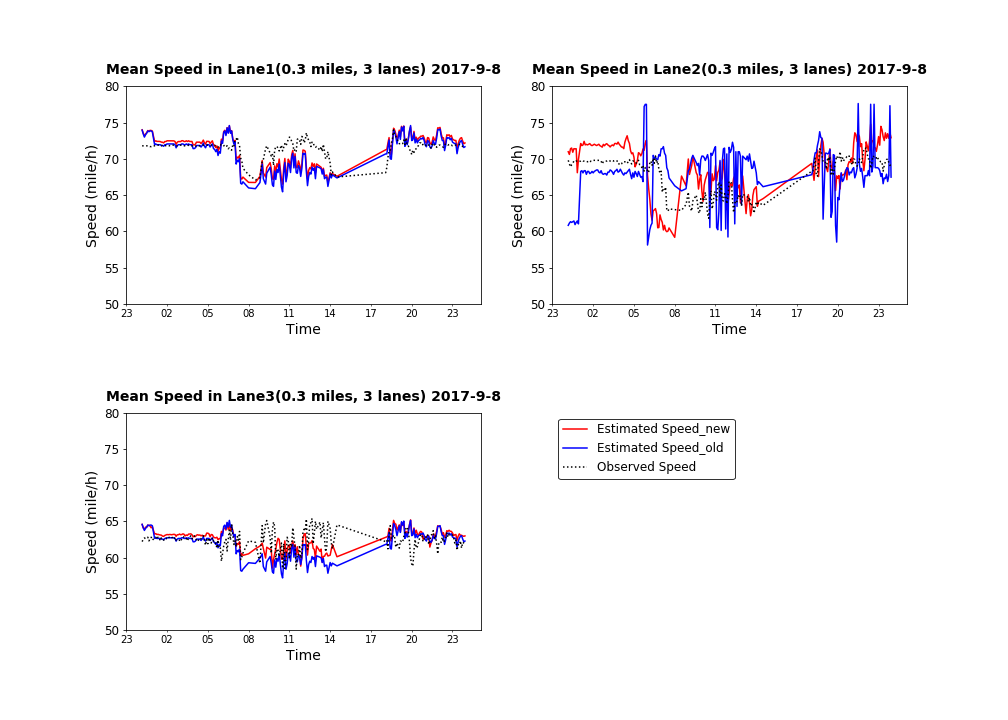 Mean Speed in Lane1(0.3 miles, 3 lanes) 2017-9-8
80
75
70
65
60
55
50
Speed (mile/h)
23 02 05 08 11 14 17 20 23
Time
Mean Speed in Lane2(0.3 miles, 3 lanes) 2017-9-8
80
75
70
65
60
55
50
Speed (mile/h)
23 02 05 08 11 14 17 20 23
Time
Mean Speed in Lane3(0.3 miles, 3 lanes) 2017-9-8
80
75
70
65
60
55
50
Speed (mile/h)
23 02 05 08 11 14 17 20 23
Time
Estimated Speed_new
Estimated Speed_old
Observed Speed